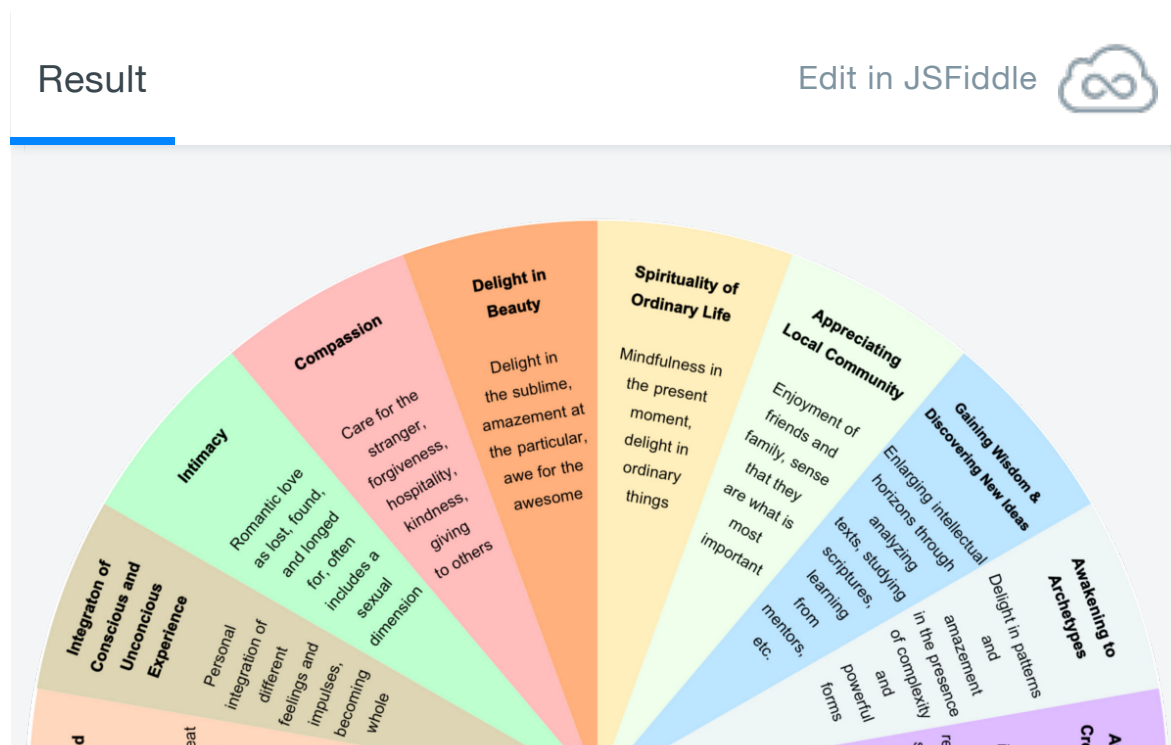 Result
Edit in JSFiddle
Integraton of
Conscious and
Unconcious
Experience
Personal
integration of
different
feelings and
impulses,
becoming
whole
Intimacy
Romantic love
as lost, found,
and longed
for, often
includes a
sexual
dimension
Compassion
Care for the
stranger,
forgiveness,
hospitality,
kindness,
giving
to others
Delight in
Beauty
Delight in
the sublime,
amazement at
the particular,
awe for the
awesome
Spirituality of
Ordinary Life
Mindfulness in
the present
moment,
delight in
ordinary
things
Appreciating
Local Community
Enjoyment of
friends and
family, sense
that they
are what is
most
important
Gaining Wisdom &
Discovering New Ideas
Enlarging intellectual
horizons through
analyzing
texts, studying
scriptures,
learning
from
mentors,
etc.
Awakening to
Archetypes
Delight in patterns
and
amazement
in the presence
of complexity
and
powerful
forms